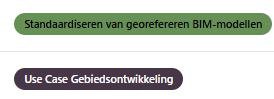 Standaardiseren van georefereren BIM-modellen
Use Case Gebiedsontwikkeling